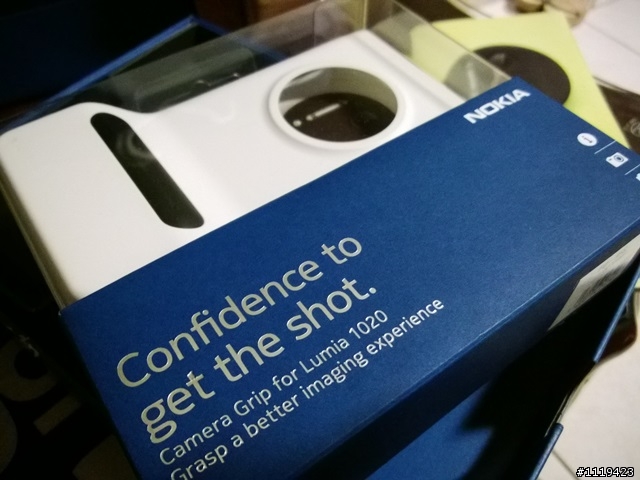 NOKIA
Confidence to
get the shot.
Camera Grip for Lumia 1020
Grasp a better imaging experience
#1119423